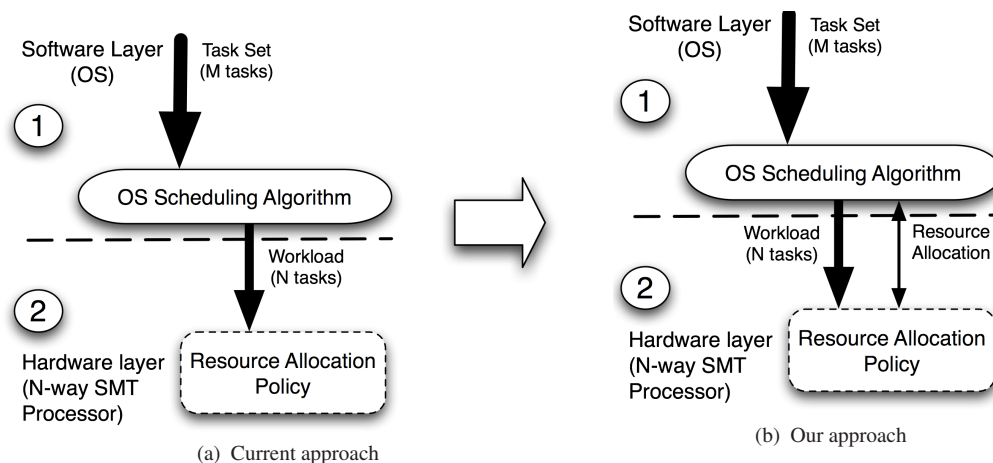 Software Layer
(OS)
Task Set
(M tasks)
1
OS Scheduling Algorithm
Workload
(N tasks)
2
Hardware layer
(N-way SMT
Processor)
Resource Allocation
Policy
(a) Current approach
Software Layer
(OS)
Task Set
(M tasks)
1
OS Scheduling Algorithm
Workload
(N tasks)
Resource
Allocation
2
Hardware layer
(N-way SMT
Processor)
Resource Allocation
Policy
(b) Our approach